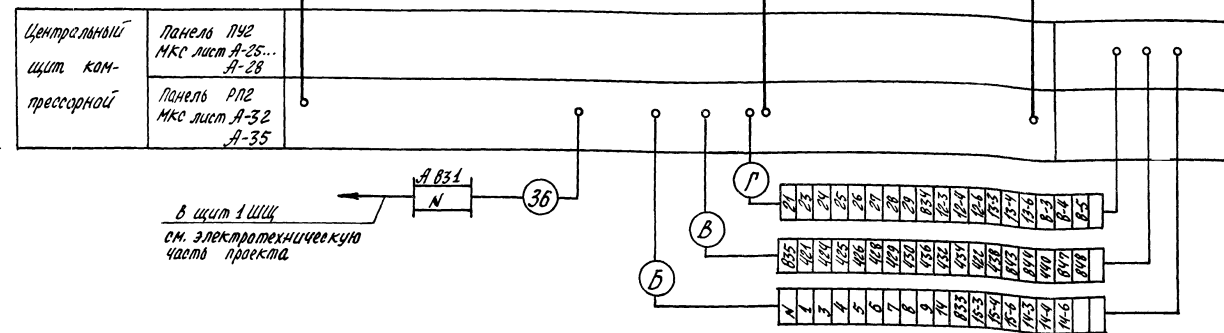 Центральный
щит ком-
прессорной
Панель ПУ2
МКС лист А-25...
А-28
Панель РП2
МКС лист А-32
А-35
А 831
N
36
В щит 1 ШЩ
см. электротехническую
часть проекта
Г
21 23 24 25 26 27 28 29 834 12-3 12-4 12-6 13-3 13-4 13-6 8-3 8-4 8-5
В
835 421 424 425 426 428 429 430 436 432 434 438 843 844 440 847 848
Б
N 1 3 4 5 6 7 8 9 14 833 15-3 15-4 15-6 14-3 14-4 14-6